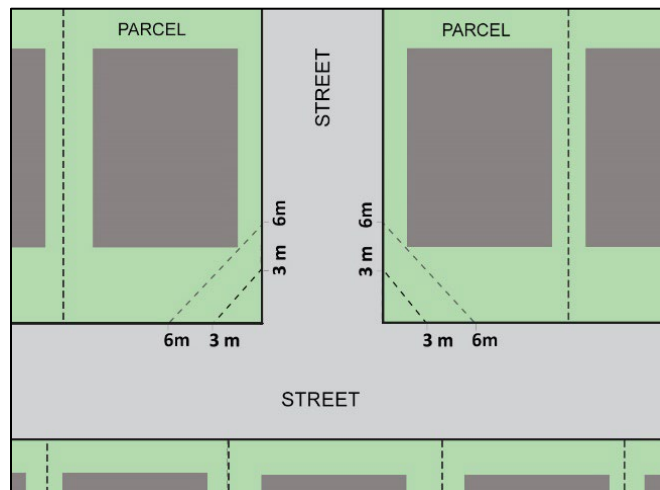 PARCEL
PARCEL
STREET
6m
6m
3 m
3 m
6m 3 m
3 m 6m
STREET